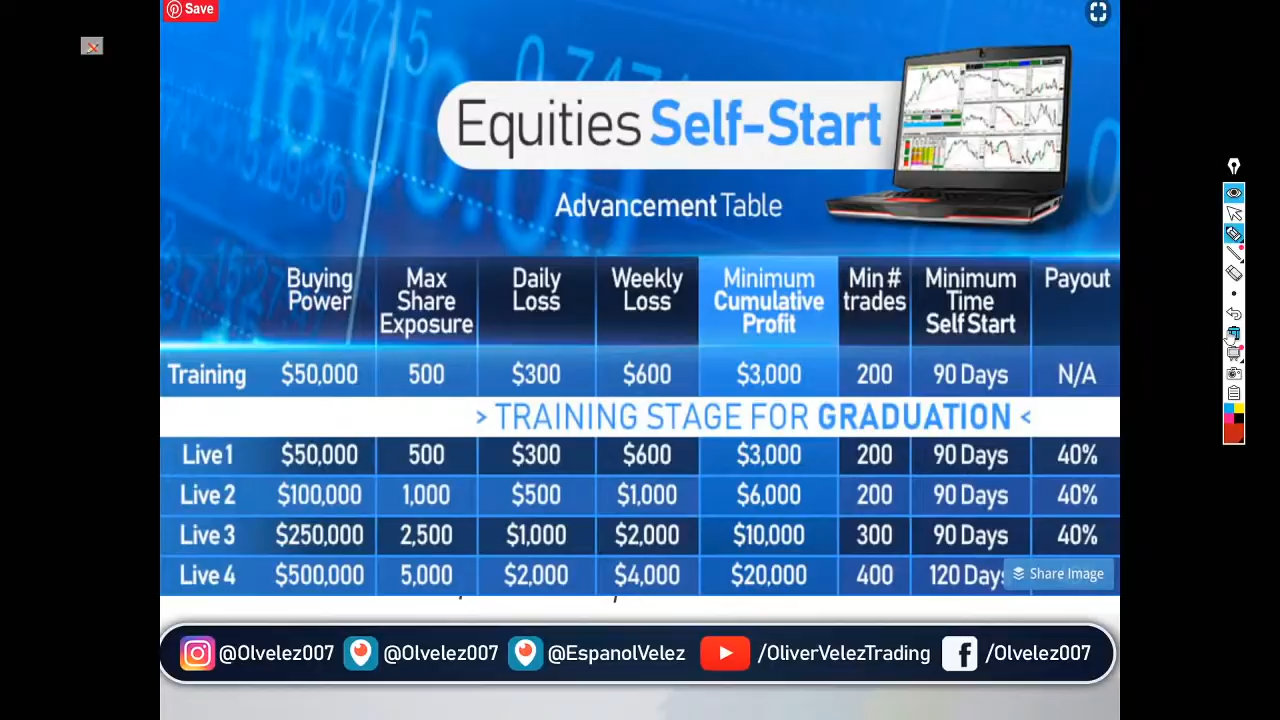 Save
Equities Self-Start
Advancement Table
Buying Power Max Share Exposure Daily Loss Weekly Loss Minimum Cumulative Profit Min # trades Minimum Time Self Start Payout
Training $50,000 500 $300 $600 $3,000 200 90 Days N/A
> TRAINING STAGE FOR GRADUATION <
Live 1 $50,000 500 $300 $600 $3,000 200 90 Days 40%
Live 2 $100,000 1,000 $500 $1,000 $6,000 200 90 Days 40%
Live 3 $250,000 2,500 $1,000 $2,000 $10,000 300 90 Days 40%
Live 4 $500,000 5,000 $2,000 $4,000 $20,000 400 120 Days Share Image
@Olvelez007 @Olvelez007 @EspanolVelez /OliverVelezTrading /Olvelez007